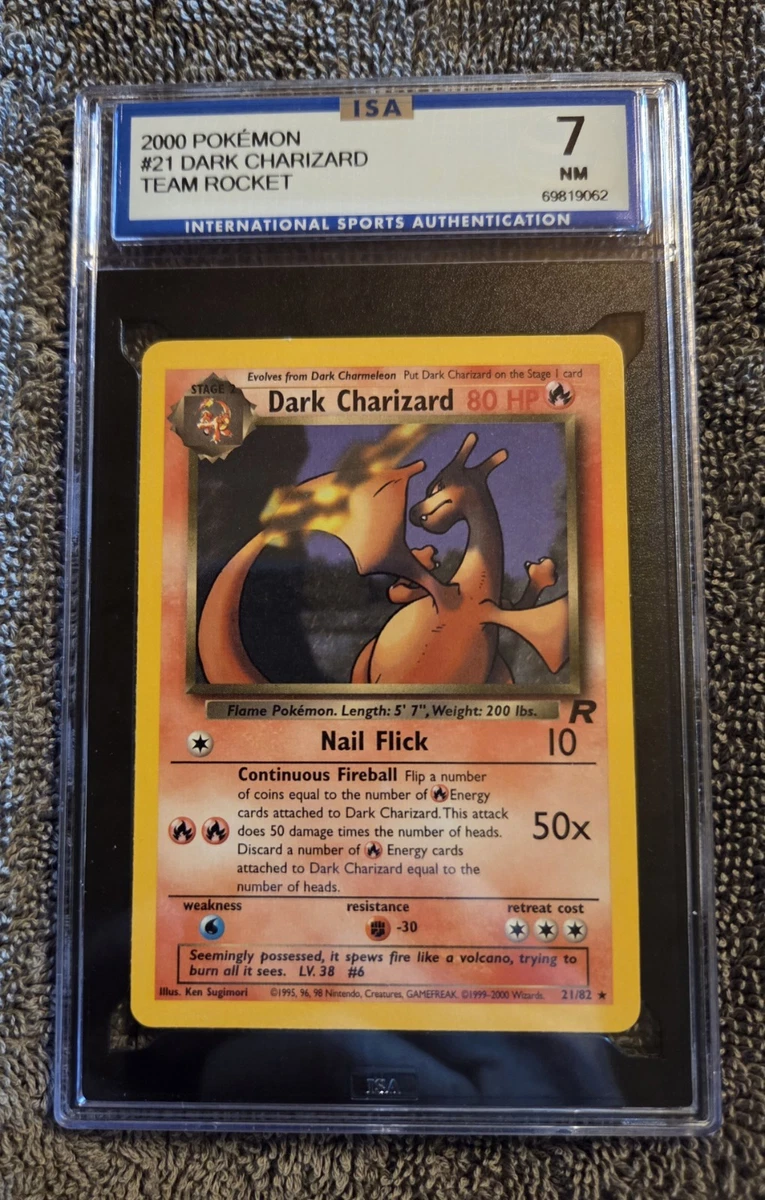 ISA
2000 POKÉMON
#21 DARK CHARIZARD
TEAM ROCKET
7
NM
69819062
INTERNATIONAL SPORTS AUTHENTICATION
Evolves from Dark Charmeleon Put Dark Charizard on the Stage 1 card
STAGE 2
Dark Charizard 80 HP
Flame Pokémon. Length: 5' 7", Weight: 200 lbs.
R
Nail Flick 10
Continuous Fireball Flip a number
of coins equal to the number of Energy
cards attached to Dark Charizard. This attack
does 50 damage times the number of heads.
Discard a number of Energy cards
attached to Dark Charizard equal to the
number of heads.
50x
weakness resistance retreat cost
-30
Seemingly possessed, it spews fire like a volcano, trying to
burn all it sees. LV. 38 #6
Illus. Ken Sugimori ©1995, 96, 98 Nintendo, Creatures, GAMEFREAK. ©1999-2000 Wizards. 21/82 ★
ISA